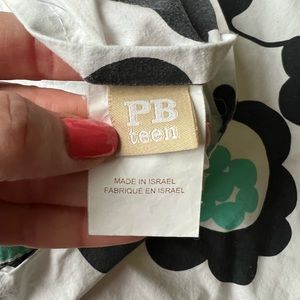 PB
teen
MADE IN ISRAEL
FABRIQUÉ EN ISRAEL